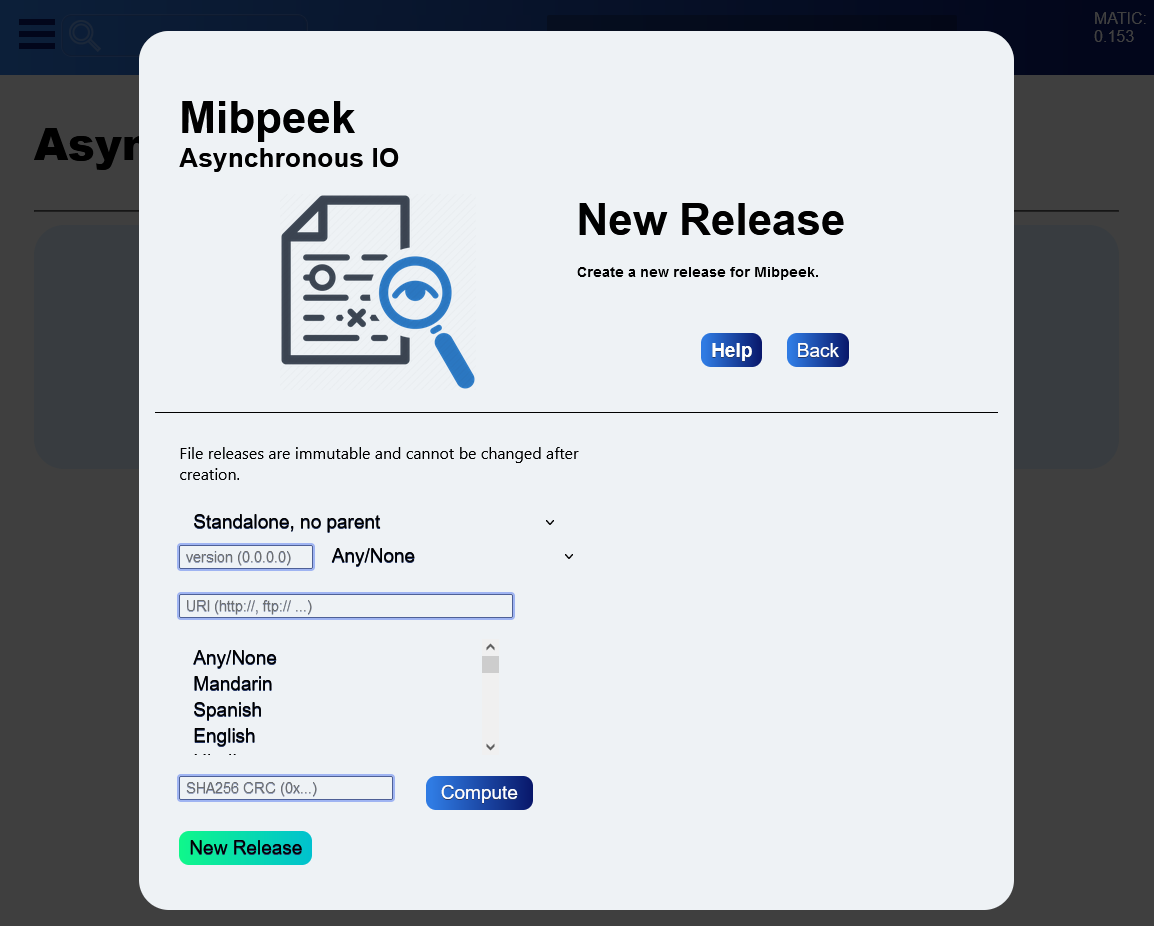 MATIC:
0.153
Asyn
Mibpeek
Asynchronous IO
New Release
Create a new release for Mibpeek.
Help
Back
File releases are immutable and cannot be changed after
creation.
Standalone, no parent
version (0.0.0.0)
Any/None
URI (http://, ftp:// ...)
Any/None
Mandarin
Spanish
English
SHA256 CRC (0x...)
Compute
New Release